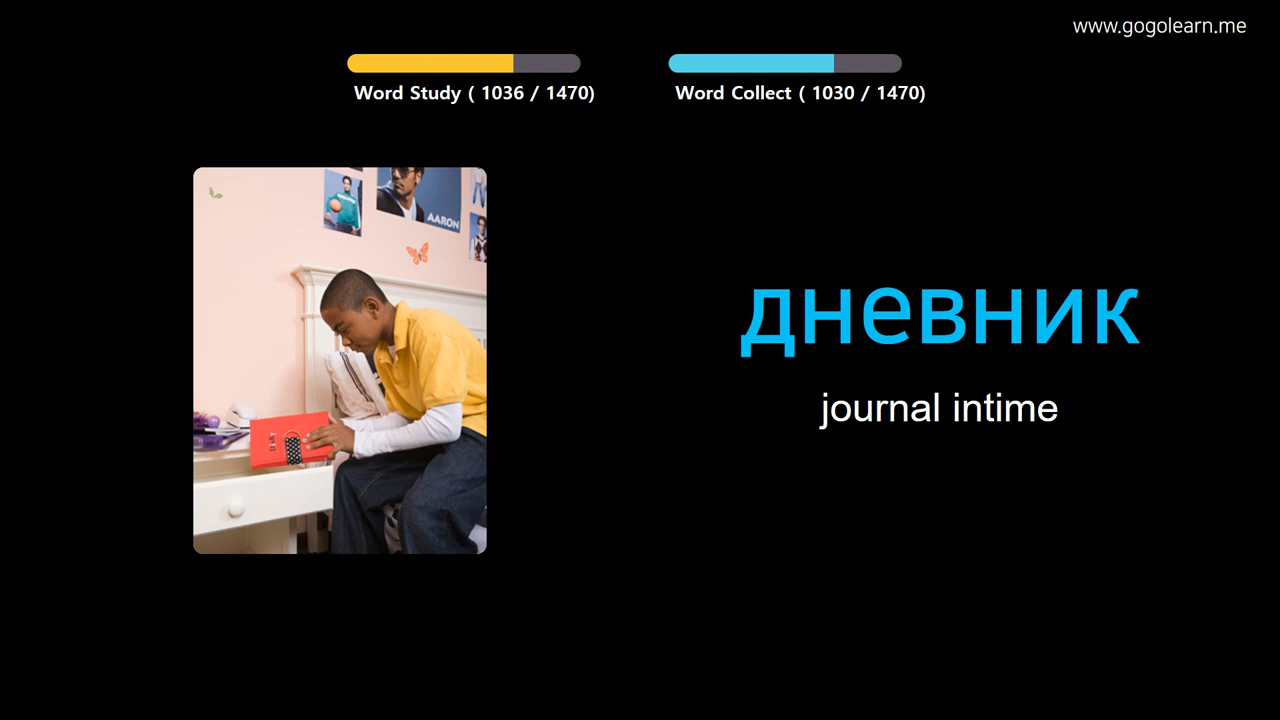 www.gogolearn.me
Word Study ( 1036 / 1470)
Word Collect ( 1030 / 1470)
AARON
дневник
journal intime